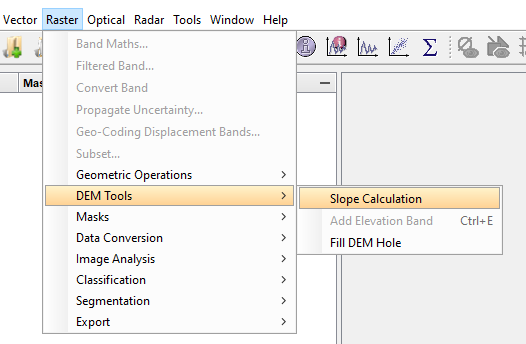 Vector Raster Optical Radar Tools Window Help
Σ
Mas
Band Maths...
Filtered Band...
Convert Band
Propagate Uncertainty...
Geo-Coding Displacement Bands...
Subset...
Geometric Operations
DEM Tools
Slope Calculation
Masks
Add Elevation Band Ctrl+E
Data Conversion
Fill DEM Hole
Image Analysis
Classification
Segmentation
Export